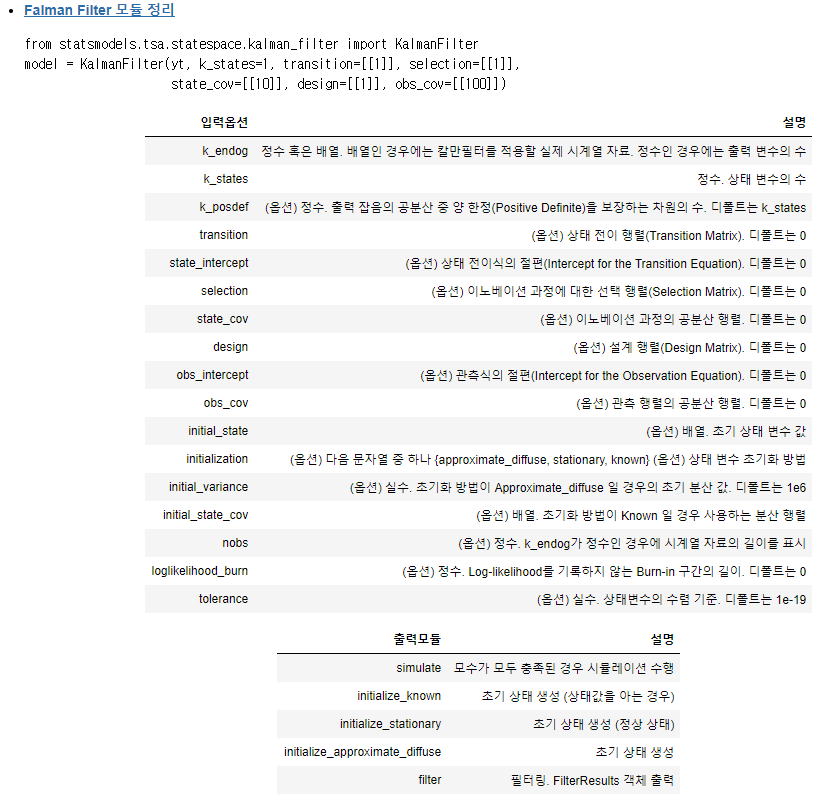 Falman Filter 모듈 정리
from statsmodels.tsa.statespace.kalman_filter import KalmanFilter
model = KalmanFilter(yt, k_states=1, transition=[[1]], selection=[[1]],
state_cov=[[10]], design=[[1]], obs_cov=[[100]])
입력옵션 설명
k_endog 정수 혹은 배열. 배열인 경우에는 칼만필터를 적용할 실제 시계열 자료. 정수인 경우에는 출력 변수의 수
k_states 정수. 상태 변수의 수
k_posdef (옵션) 정수. 출력 잡음의 공분산 중 양 한정(Positive Definite)을 보장하는 차원의 수. 디폴트는 k_states
transition (옵션) 상태 전이 행렬(Transition Matrix). 디폴트는 0
state_intercept (옵션) 상태 전이식의 절편(Intercept for the Transition Equation). 디폴트는 0
selection (옵션) 이노베이션 과정에 대한 선택 행렬(Selection Matrix). 디폴트는 0
state_cov (옵션) 이노베이션 과정의 공분산 행렬. 디폴트는 0
design (옵션) 설계 행렬(Design Matrix). 디폴트는 0
obs_intercept (옵션) 관측식의 절편(Intercept for the Observation Equation). 디폴트는 0
obs_cov (옵션) 관측 행렬의 공분산 행렬. 디폴트는 0
initial_state (옵션) 배열. 초기 상태 변수 값
initialization (옵션) 다음 문자열 중 하나 {approximate_diffuse, stationary, known} (옵션) 상태 변수 초기화 방법
initial_variance (옵션) 실수. 초기화 방법이 Approximate_diffuse 일 경우의 초기 분산 값. 디폴트는 1e6
initial_state_cov (옵션) 배열. 초기화 방법이 Known 일 경우 사용하는 분산 행렬
nobs (옵션) 정수. k_endog가 정수인 경우에 시계열 자료의 길이를 표시
loglikelihood_burn (옵션) 정수. Log-likelihood를 기록하지 않는 Burn-in 구간의 길이. 디폴트는 0
tolerance (옵션) 실수. 상태변수의 수렴 기준. 디폴트는 1e-19
출력모듈 설명
simulate 모수가 모두 충족된 경우 시뮬레이션 수행
initialize_known 초기 상태 생성 (상태값을 아는 경우)
initialize_stationary 초기 상태 생성 (정상 상태)
initialize_approximate_diffuse 초기 상태 생성
filter 필터링. FilterResults 객체 출력